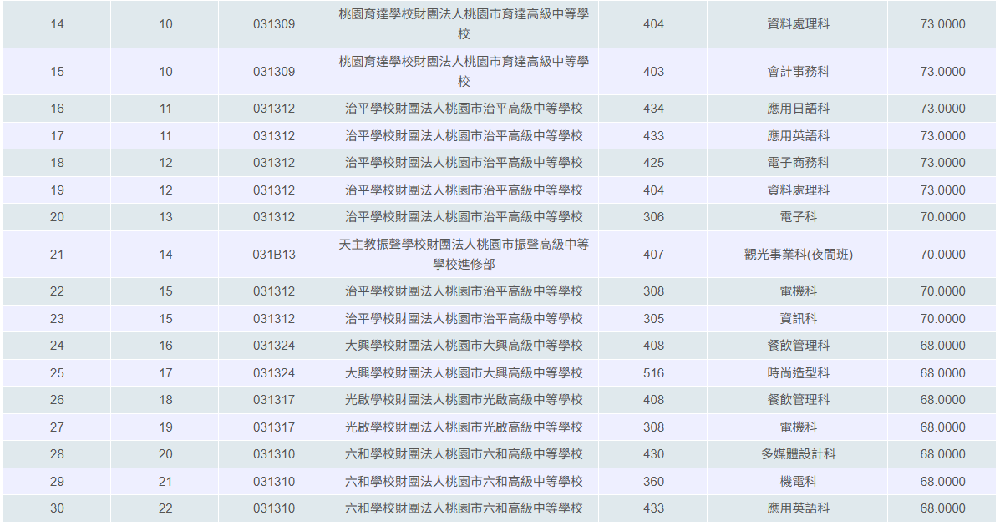 14 10 031309 桃園育達學校財團法人桃園市育達高級中等學校 404 資料處理科 73.0000
15 10 031309 桃園育達學校財團法人桃園市育達高級中等學校 403 會計事務科 73.0000
16 11 031312 治平學校財團法人桃園市治平高級中等學校 434 應用日語科 73.0000
17 11 031312 治平學校財團法人桃園市治平高級中等學校 433 應用英語科 73.0000
18 12 031312 治平學校財團法人桃園市治平高級中等學校 425 電子商務科 73.0000
19 12 031312 治平學校財團法人桃園市治平高級中等學校 404 資料處理科 73.0000
20 13 031312 治平學校財團法人桃園市治平高級中等學校 306 電子科 70.0000
21 14 031B13 天主教振聲學校財團法人桃園市振聲高級中等學校進修部 407 觀光事業科(夜間班) 70.0000
22 15 031312 治平學校財團法人桃園市治平高級中等學校 308 電機科 70.0000
23 15 031312 治平學校財團法人桃園市治平高級中等學校 305 資訊科 70.0000
24 16 031324 大興學校財團法人桃園市大興高級中等學校 408 餐飲管理科 68.0000
25 17 031324 大興學校財團法人桃園市大興高級中等學校 516 時尚造型科 68.0000
26 18 031317 光啟學校財團法人桃園市光啟高級中等學校 408 餐飲管理科 68.0000
27 19 031317 光啟學校財團法人桃園市光啟高級中等學校 308 電機科 68.0000
28 20 031310 六和學校財團法人桃園市六和高級中等學校 430 多媒體設計科 68.0000
29 21 031310 六和學校財團法人桃園市六和高級中等學校 360 機電科 68.0000
30 22 031310 六和學校財團法人桃園市六和高級中等學校 433 應用英語科 68.0000